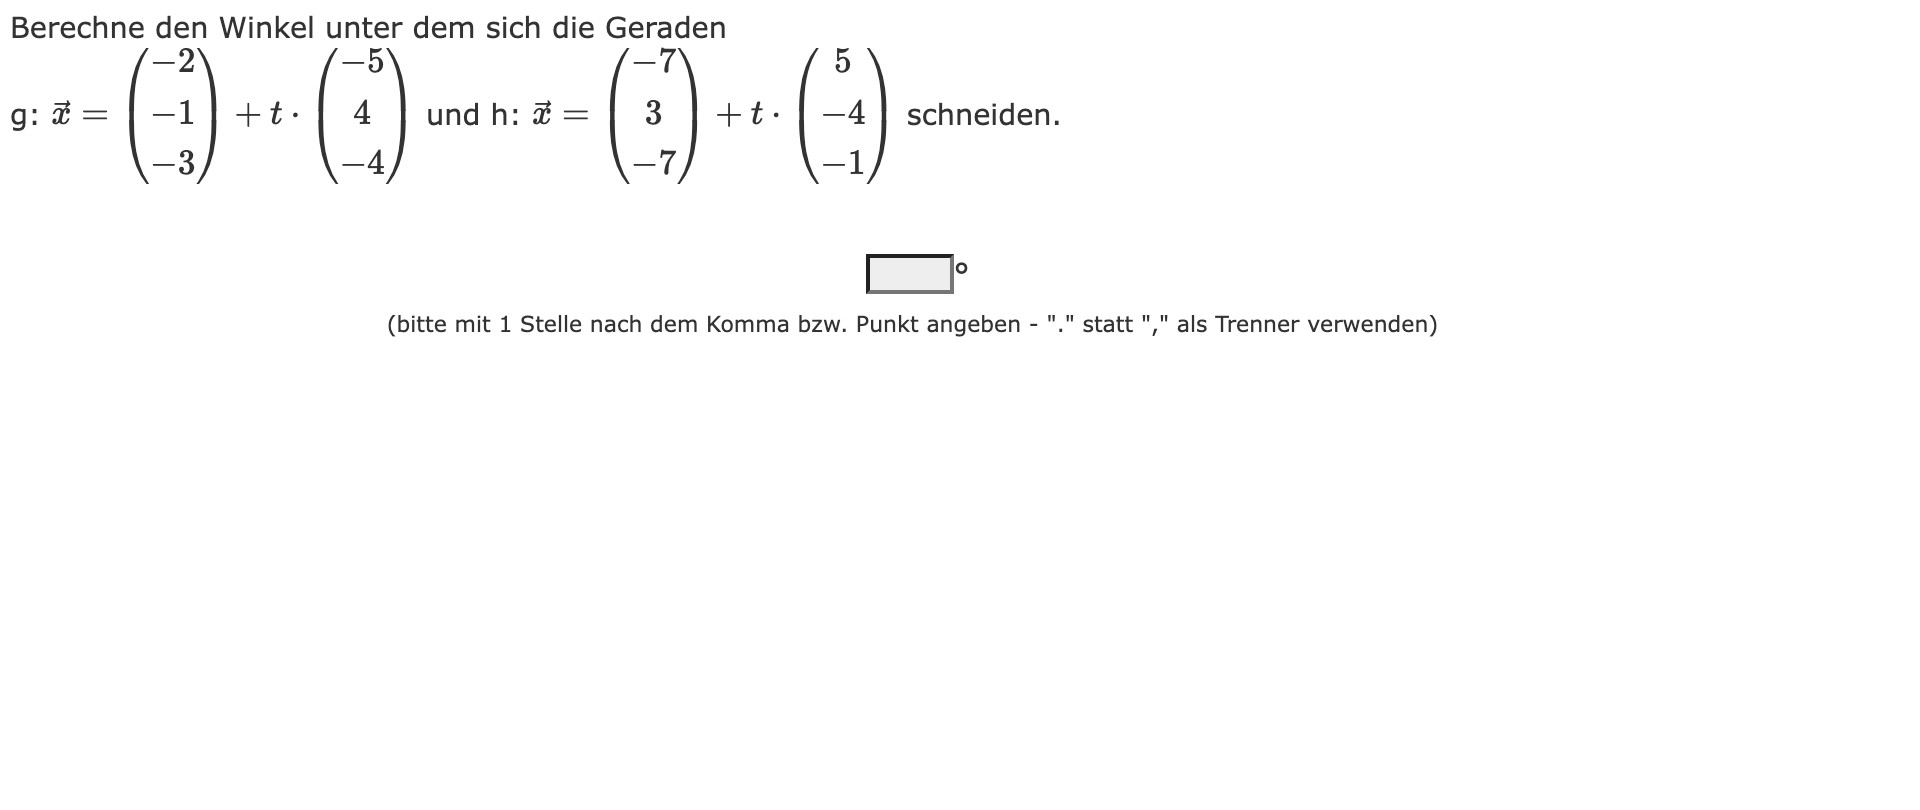 Berechne den Winkel unter dem sich die Geraden
g: $\vec{x} = \begin{pmatrix} -2 \\ -1 \\ -3 \end{pmatrix} + t \cdot \begin{pmatrix} -5 \\ 4 \\ -4 \end{pmatrix}$ und h: $\vec{x} = \begin{pmatrix} -7 \\ 3 \\ -7 \end{pmatrix} + t \cdot \begin{pmatrix} 5 \\ -4 \\ -1 \end{pmatrix}$ schneiden.
°
(bitte mit 1 Stelle nach dem Komma bzw. Punkt angeben - "." statt "," als Trenner verwenden)